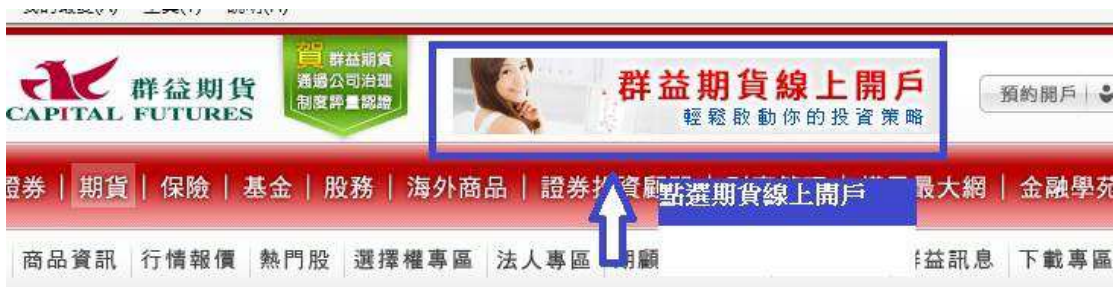 賀 群益期貨
通過公司治理
制度評量認證
群益期貨
CAPITAL FUTURES
群益期貨線上開戶
輕鬆啟動你的投資策略
預約開戶
證券 | 期貨 | 保險 | 基金 | 股務 | 海外商品 | 證券投資顧
最大網 | 金融學苑
點選期貨線上開戶
商品資訊 行情報價 熱門股 選擇權專區 法人專區 期顧
群益訊息 下載專區